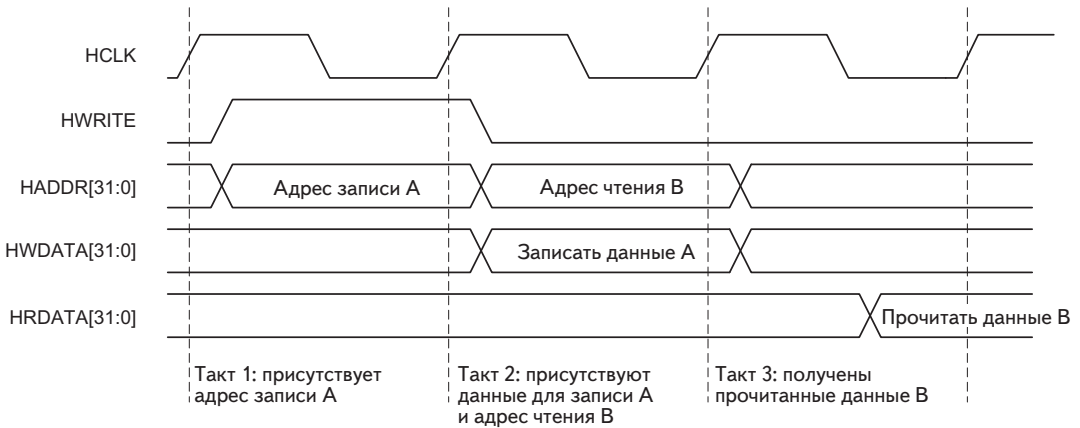 HCLK
HWRITE
HADDR[31:0]
Адрес записи A
Адрес чтения B
HWDATA[31:0]
Записать данные A
HRDATA[31:0]
Прочитать данные B
Такт 1: присутствует
адрес записи A
Такт 2: присутствуют
данные для записи A
и адрес чтения B
Такт 3: получены
прочитанные данные B